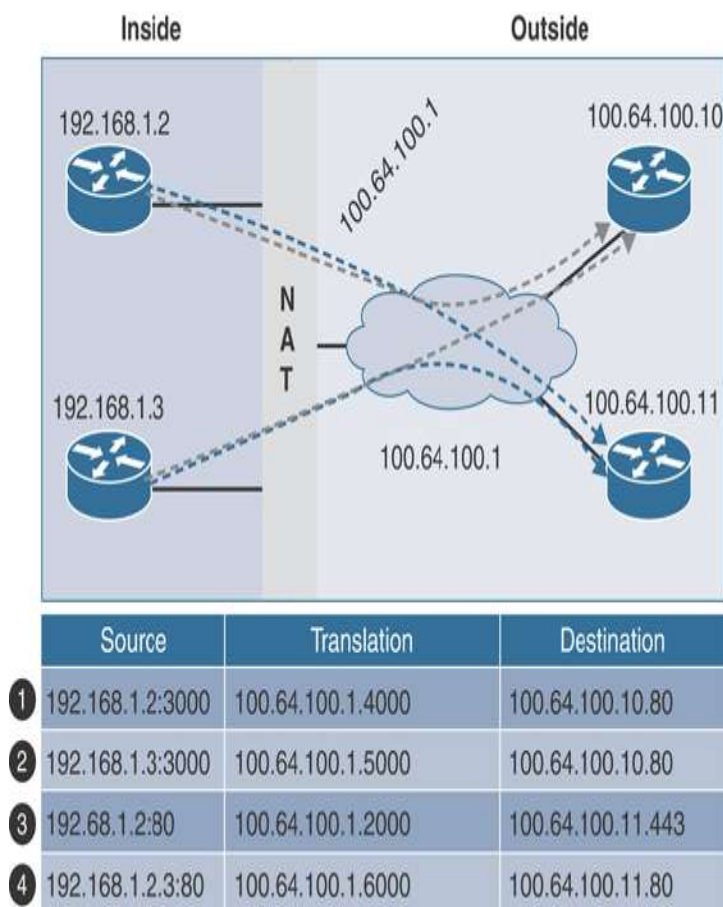 Inside
Outside
192.168.1.2
100.64.100.1
100.64.100.10
N
A
T
192.168.1.3
100.64.100.11
100.64.100.1
Source Translation Destination
1 192.168.1.2:3000 100.64.100.1.4000 100.64.100.10.80
2 192.168.1.3:3000 100.64.100.1.5000 100.64.100.10.80
3 192.68.1.2:80 100.64.100.1.2000 100.64.100.11.443
4 192.168.1.2.3:80 100.64.100.1.6000 100.64.100.11.80